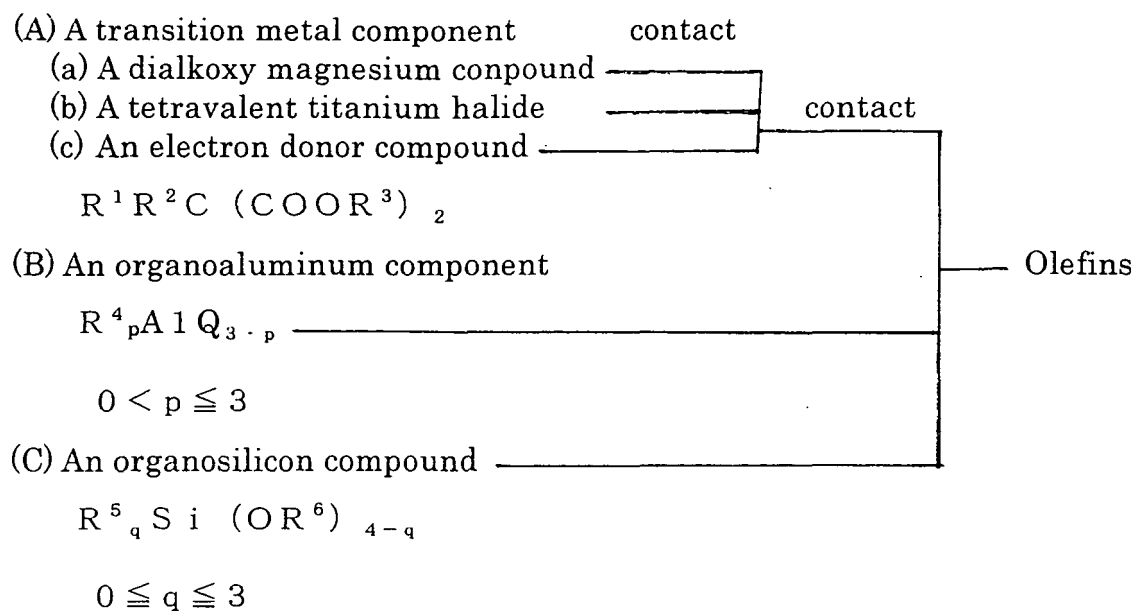 (A) A transition metal component contact
(a) A dialkoxy magnesium conpound
(b) A tetravalent titanium halide contact
(c) An electron donor compound
R¹R²C (COOR³) ₂
(B) An organoaluminum component
Olefins
R⁴ₚA1Q₃₋ₚ
0 < p ≦ 3
(C) An organosilicon compound
R⁵qSi (OR⁶) ₄₋q
0 ≦ q ≦ 3